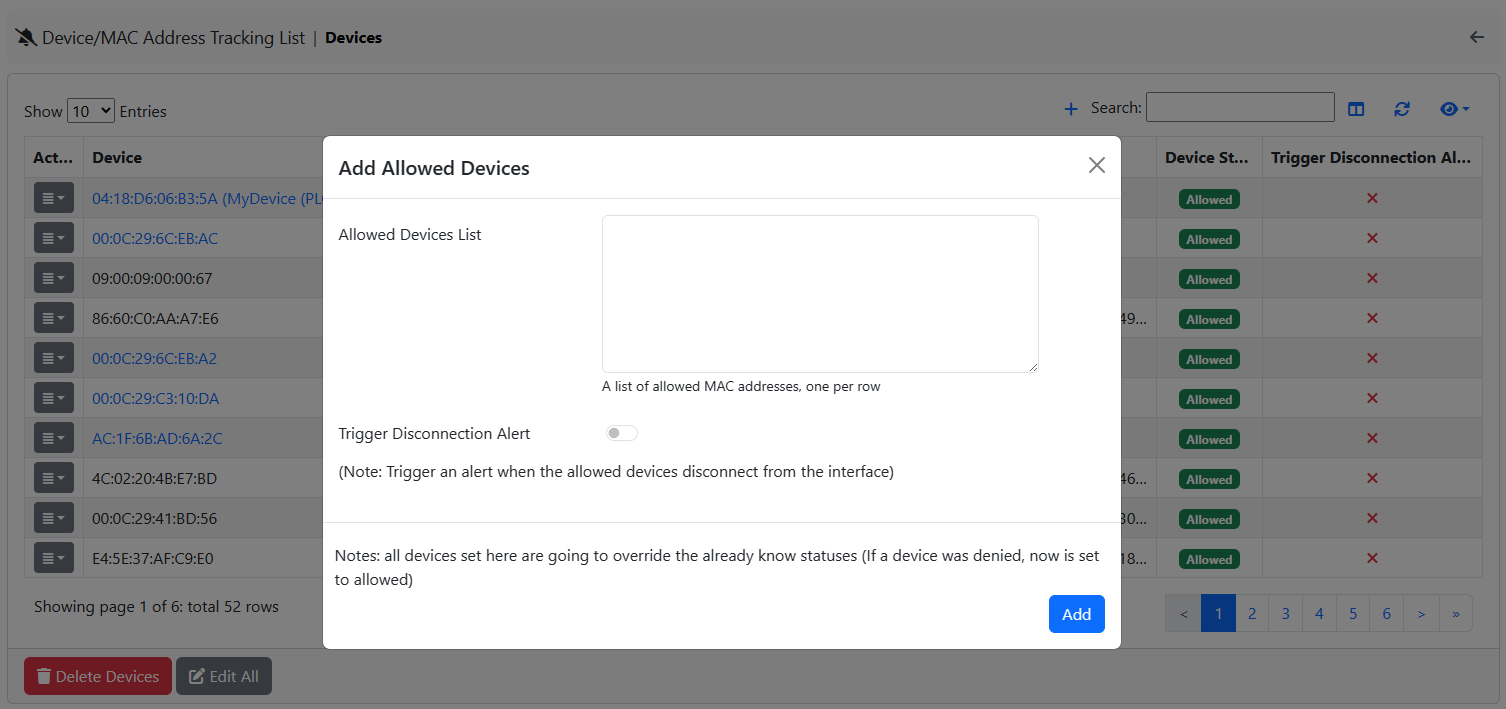 Device/MAC Address Tracking List | Devices
Show 10 Entries
Search:
Act... Device Device St... Trigger Disconnection Al...
04:18:D6:06:B3:5A (MyDevice (PL Allowed
00:0C:29:6C:EB:AC Allowed
09:00:09:00:00:67 Allowed
86:60:C0:AA:A7:E6 49... Allowed
00:0C:29:6C:EB:A2 Allowed
00:0C:29:C3:10:DA Allowed
AC:1F:6B:AD:6A:2C Allowed
4C:02:20:4B:E7:BD 46... Allowed
00:0C:29:41:BD:56 30... Allowed
E4:5E:37:AF:C9:E0 18... Allowed
Showing page 1 of 6: total 52 rows
< 1 2 3 4 5 6 > »
Delete Devices Edit All
Add Allowed Devices
Allowed Devices List
A list of allowed MAC addresses, one per row
Trigger Disconnection Alert
(Note: Trigger an alert when the allowed devices disconnect from the interface)
Notes: all devices set here are going to override the already know statuses (If a device was denied, now is set
to allowed)
Add